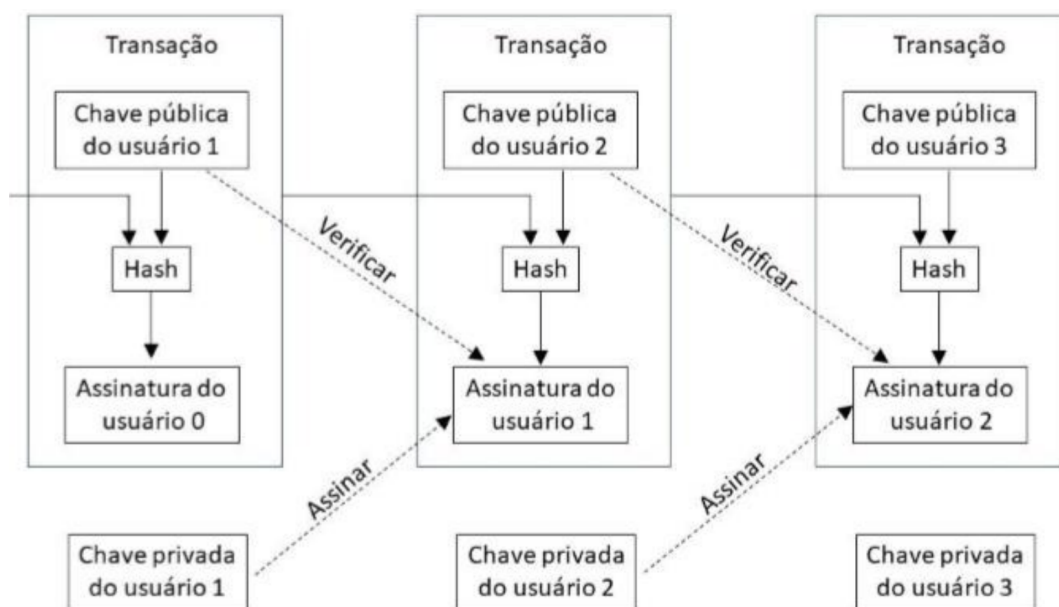 Transação
Chave pública
do usuário 1
Hash
Assinatura do
usuário 0
Chave privada
do usuário 1
Verificar
Assinar
Transação
Chave pública
do usuário 2
Hash
Assinatura do
usuário 1
Chave privada
do usuário 2
Verificar
Assinar
Transação
Chave pública
do usuário 3
Hash
Assinatura do
usuário 2
Chave privada
do usuário 3